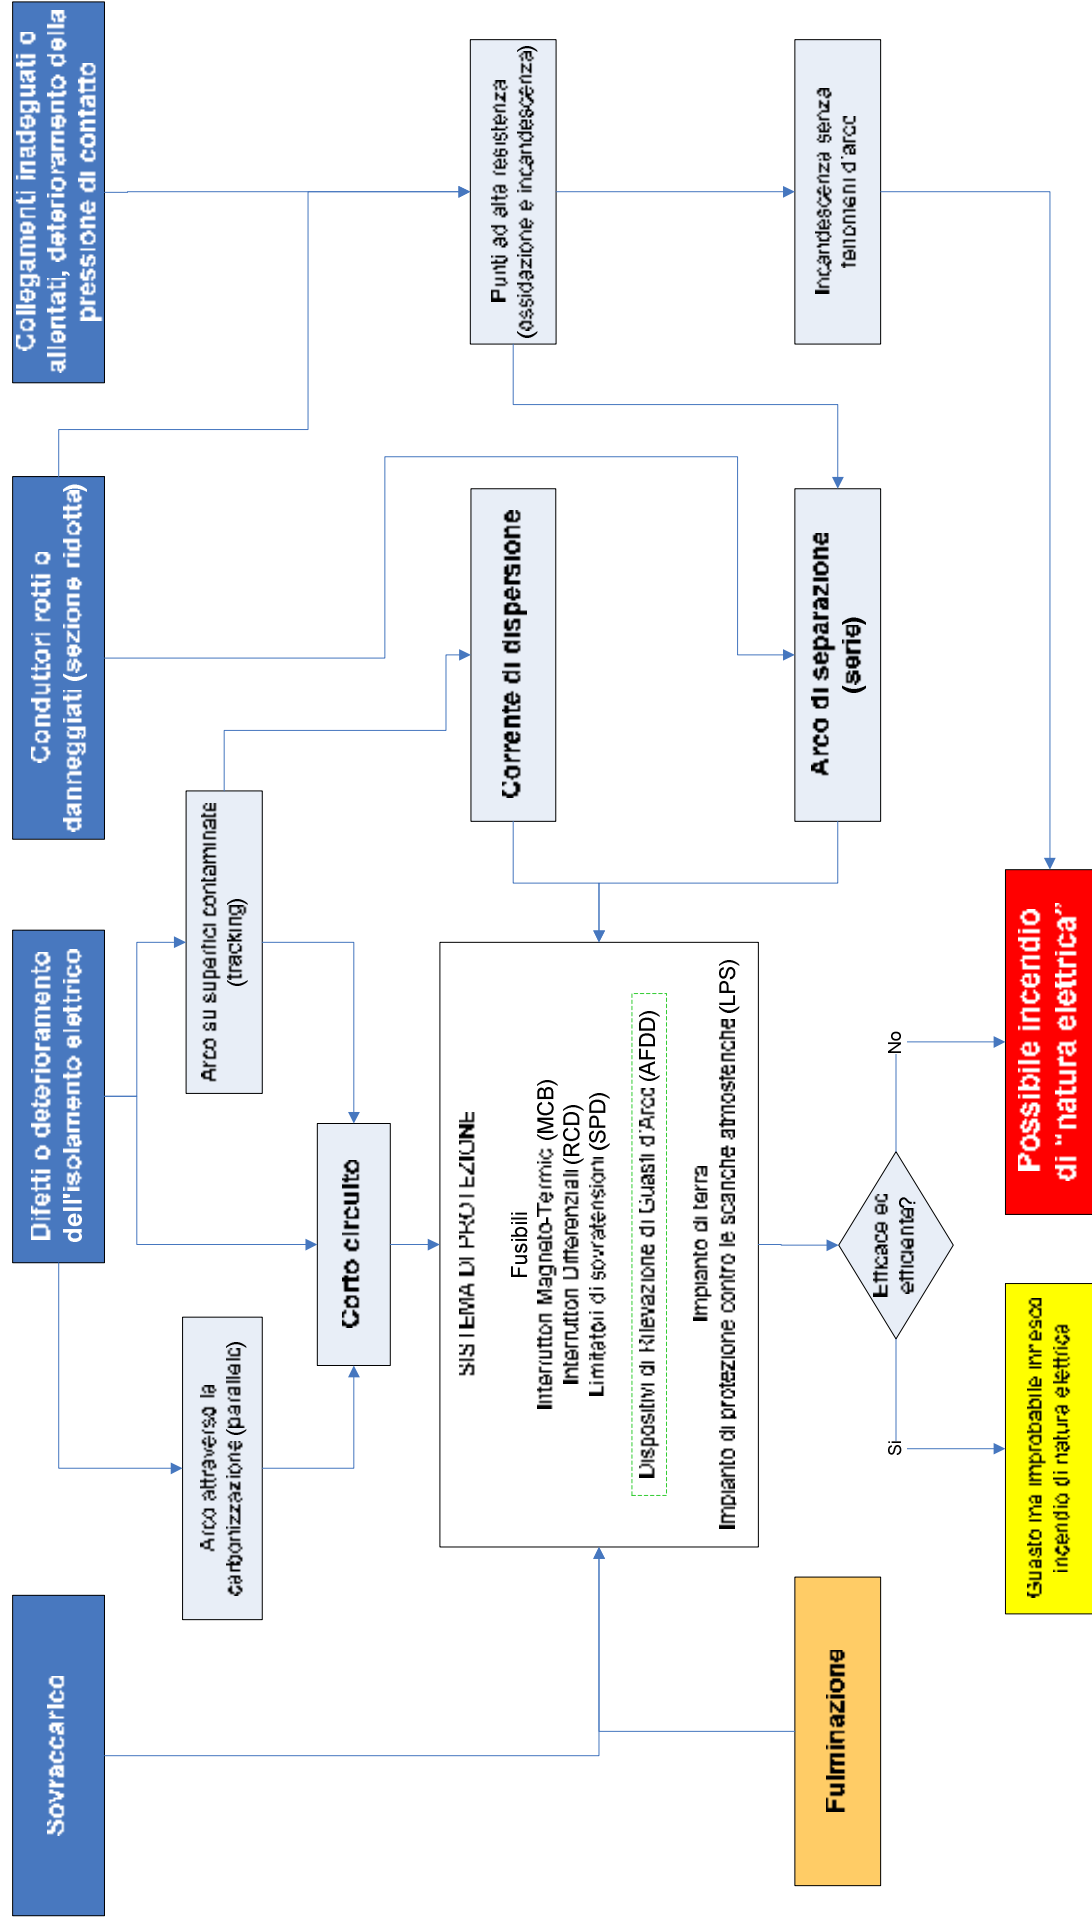 Sovraccarico
Difetti o deterioramento
dell'isolamento elettrico
Conduttori rotti o
danneggiati (sezione ridotta)
Collegamenti inadeguati o
allentati, deterioramento della
pressione di contatto
Arco attraverso la
carbonizzazione (parallelo)
Arco su superfici contaminate
(tracking)
Corto circuito
Corrente di dispersione
Punti ad alta resistenza
(ossidazione e incandescenza)
SISTEMA DI PROTEZIONE
Fusibili
Interruttori Magneto-Termici (MCB)
Interruttori Differenziali (RCD)
Limitatori di sovratensioni (SPD)
Dispositivi di Rilevazione di Guasti d'Arco (AFDD)
Impianto di terra
Impianto di protezione contro le scariche atmosferiche (LPS)
Fulminazione
Arco di separazione
(serie)
Incandescenza senza
fenomeni d'arco
Efficace ed
efficiente?
Si
No
Guasto ma improbabile innesco
incendio di natura elettrica
Possibile incendio
di "natura elettrica"